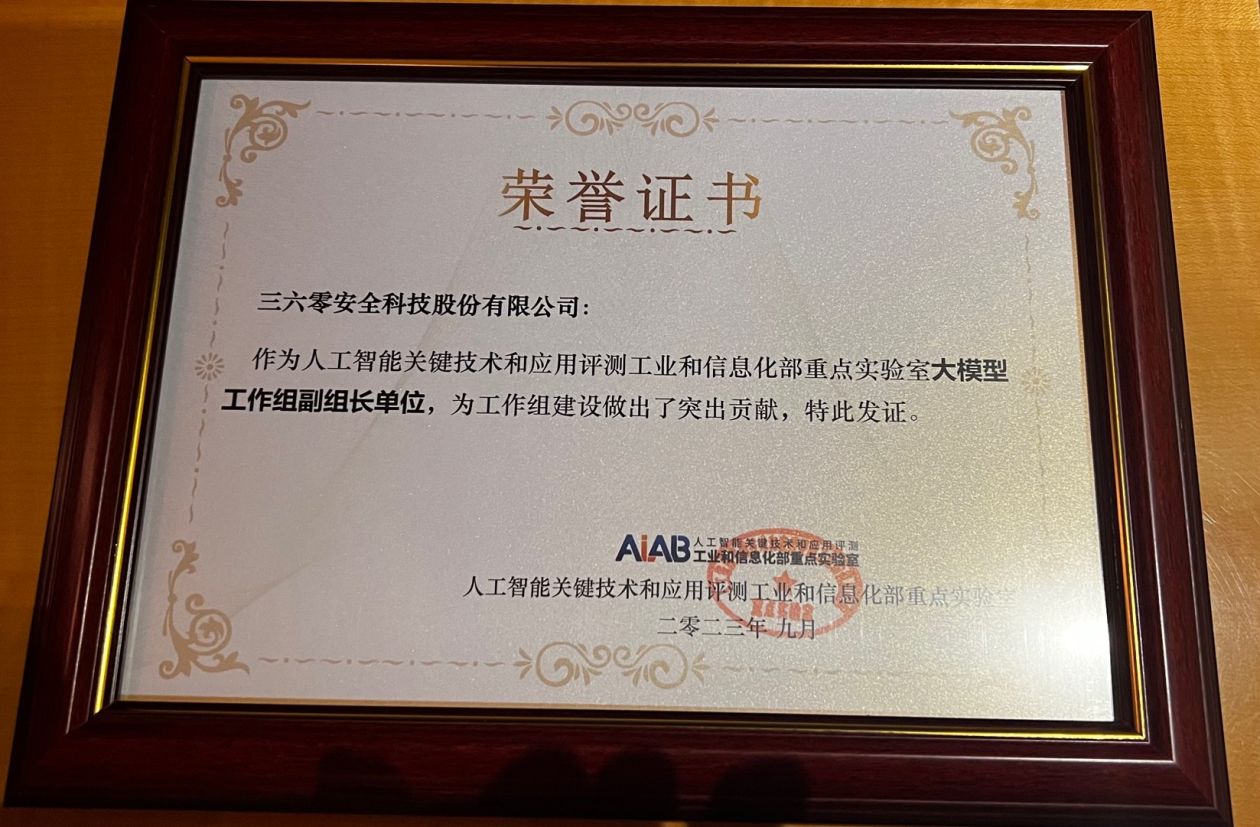 荣誉证书
三六零安全科技股份有限公司：
作为人工智能关键技术和应用评测工业和信息化部重点实验室大模型
工作组副组长单位，为工作组建设做出了突出贡献，特此发证。
AiAB 人工智能关键技术和应用评测
工业和信息化部重点实验室
人工智能关键技术和应用评测工业和信息化部重点实验室
重点实验室
二零二三年 九月